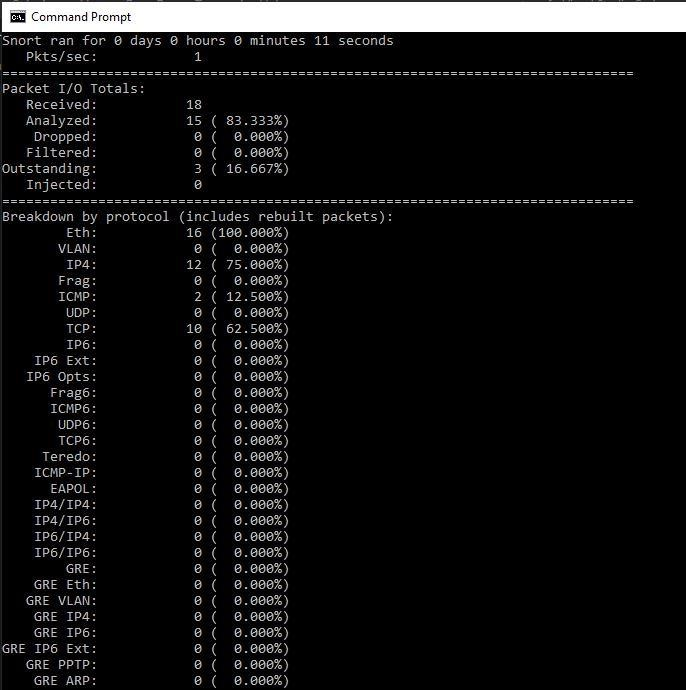 Command Prompt
Snort ran for 0 days 0 hours 0 minutes 11 seconds
   Pkts/sec:            1
===============================================================================
Packet I/O Totals:
   Received:           18
   Analyzed:           15 ( 83.333%)
    Dropped:            0 (  0.000%)
   Filtered:            0 (  0.000%)
Outstanding:            3 ( 16.667%)
   Injected:            0
===============================================================================
Breakdown by protocol (includes rebuilt packets):
        Eth:           16 (100.000%)
       VLAN:            0 (  0.000%)
        IP4:           12 ( 75.000%)
       Frag:            0 (  0.000%)
       ICMP:            2 ( 12.500%)
        UDP:            0 (  0.000%)
        TCP:           10 ( 62.500%)
        IP6:            0 (  0.000%)
    IP6 Ext:            0 (  0.000%)
   IP6 Opts:            0 (  0.000%)
      Frag6:            0 (  0.000%)
      ICMP6:            0 (  0.000%)
       UDP6:            0 (  0.000%)
       TCP6:            0 (  0.000%)
     Teredo:            0 (  0.000%)
    ICMP-IP:            0 (  0.000%)
      EAPOL:            0 (  0.000%)
    IP4/IP4:            0 (  0.000%)
    IP4/IP6:            0 (  0.000%)
    IP6/IP4:            0 (  0.000%)
    IP6/IP6:            0 (  0.000%)
        GRE:            0 (  0.000%)
    GRE Eth:            0 (  0.000%)
   GRE VLAN:            0 (  0.000%)
    GRE IP4:            0 (  0.000%)
    GRE IP6:            0 (  0.000%)
GRE IP6 Ext:            0 (  0.000%)
   GRE PPTP:            0 (  0.000%)
    GRE ARP:            0 (  0.000%)